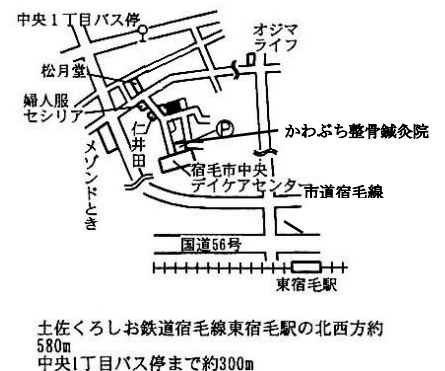 中央1丁目バス停
オジマ
ライフ
松月堂
婦人服
セシリア
仁井田
P
かわぶち整骨鍼灸院
メゾンドとき
宿毛市中央
デイケアセンター
市道宿毛線
国道56号
東宿毛駅
土佐くろしお鉄道宿毛線東宿毛駅の北西方約
580m
中央1丁目バス停まで約300m